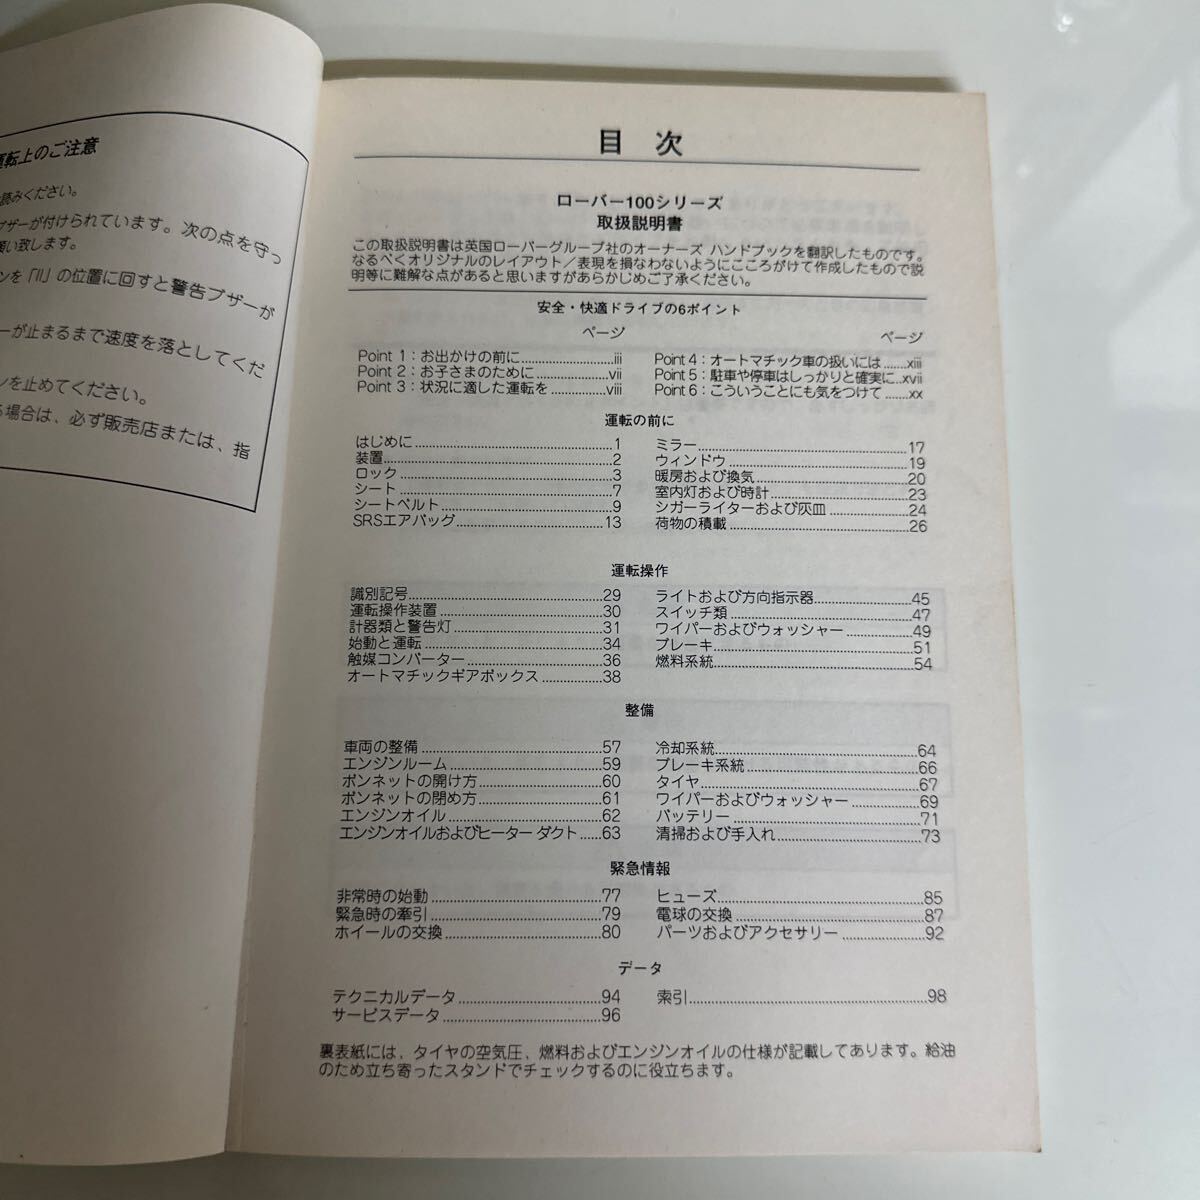 運転上のご注意
読みください。
ブザーが付けられています。次の点を守っ
願い致します。
ンを「II」の位置に回すと警告ブザーが
ーが止まるまで速度を落としてくだ
ンを止めてください。
る場合は、必ず販売店または、指
目 次
ローバー100シリーズ
取扱説明書
この取扱説明書は英国ローバーグループ社のオーナーズ ハンドブックを翻訳したものです。
なるべくオリジナルのレイアウト／表現を損なわないようにこころがけて作成したもので説
明等に難解な点があると思いますがあらかじめご了承ください。
安全・快適ドライブの6ポイント
ページ
Point 1：お出かけの前に..................iii
Point 2：お子さまのために...............vii
Point 3：状況に適した運転を............viii
ページ
Point 4：オートマチック車の扱いには......xiii
Point 5：駐車や停車はしっかりと確実に..xvii
Point 6：こういうことにも気をつけて......xx
運転の前に
はじめに..............................1
装置....................................2
ロック..................................3
シート..................................7
シートベルト..........................9
SRSエアバッグ......................13
ミラー..................................17
ウィンドウ............................19
暖房および換気......................20
室内灯および時計..................23
シガーライターおよび灰皿.........24
荷物の積載............................26
運転操作
識別記号..............................29
運転操作装置........................30
計器類と警告灯......................31
始動と運転............................34
触媒コンバーター..................36
オートマチックギアボックス.........38
ライトおよび方向指示器............45
スイッチ類............................47
ワイパーおよびウォッシャー.........49
ブレーキ..............................51
燃料系統..............................54
整備
車両の整備............................57
エンジンルーム......................59
ボンネットの開け方..................60
ボンネットの閉め方..................61
エンジンオイル......................62
エンジンオイルおよびヒーター ダクト......63
冷却系統..............................64
ブレーキ系統........................66
タイヤ..................................67
ワイパーおよびウォッシャー.........69
バッテリー............................71
清掃および手入れ..................73
緊急情報
非常時の始動........................77
緊急時の牽引........................79
ホイールの交換......................80
ヒューズ..............................85
電球の交換............................87
パーツおよびアクセサリー.........92
データ
テクニカルデータ..................94
サービスデータ......................96
索引....................................98
裏表紙には、タイヤの空気圧、燃料およびエンジンオイルの仕様が記載してあります。給油
のため立ち寄ったスタンドでチェックするのに役立ちます。